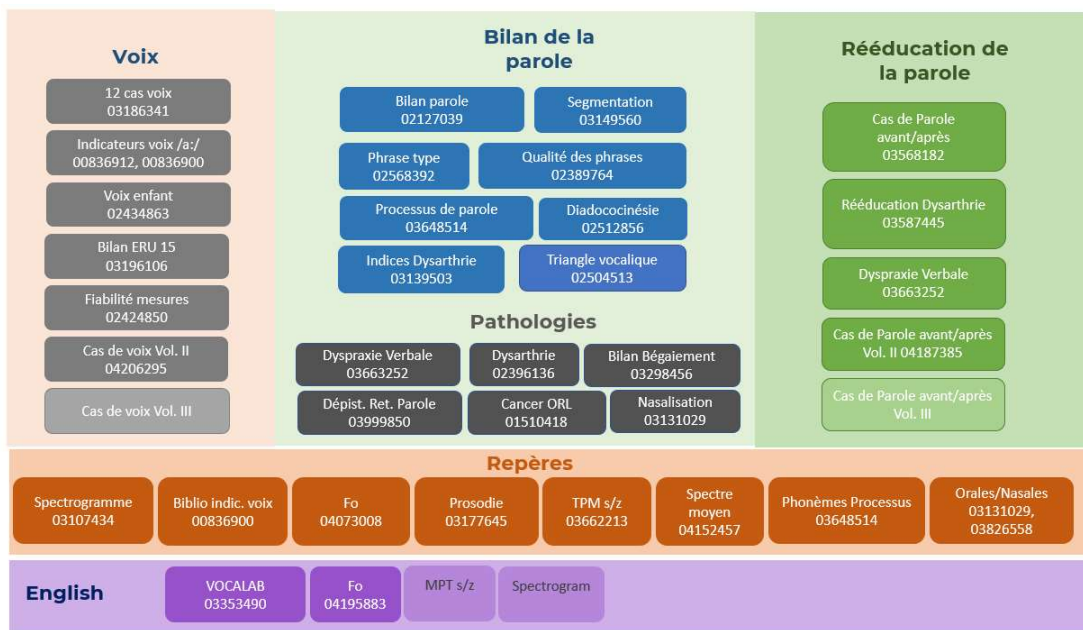 Voix
12 cas voix
03186341
Indicateurs voix /a:/
00836912, 00836900
Voix enfant
02434863
Bilan ERU 15
03196106
Fiabilité mesures
02424850
Cas de voix Vol. II
04206295
Cas de voix Vol. III
Bilan de la
parole
Bilan parole
02127039
Segmentation
03149560
Phrase type
02568392
Qualité des phrases
02389764
Processus de parole
03648514
Diadococinésie
02512856
Indices Dysarthrie
03139503
Triangle vocalique
02504513
Pathologies
Dyspraxie Verbale
03663252
Dysarthrie
02396136
Bilan Bégaiement
03298456
Dépist. Ret. Parole
03999850
Cancer ORL
01510418
Nasalisation
03131029
Rééducation de
la parole
Cas de Parole
avant/après
03568182
Rééducation Dysarthrie
03587445
Dyspraxie Verbale
03663252
Cas de Parole avant/après
Vol. II 04187385
Cas de Parole avant/après
Vol. III
Repères
Spectrogramme
03107434
Biblio indic. voix
00836900
Fo
04073008
Prosodie
03177645
TPM s/z
03662213
Spectre
moyen
04152457
Phonèmes Processus
03648514
Orales/Nasales
03131029,
03826558
English
VOCALAB
03353490
Fo
04195883
MPT s/z
Spectrogram